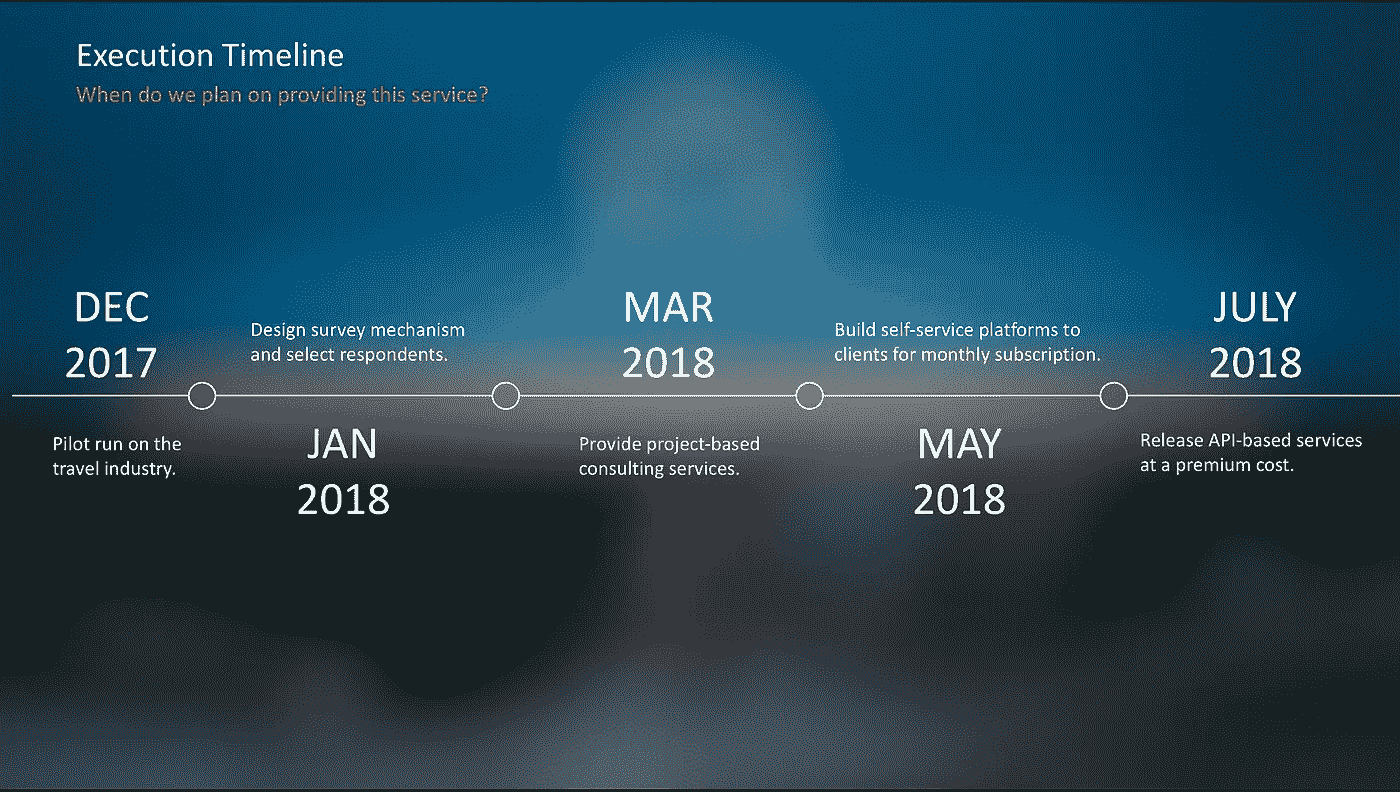 Execution Timeline
When do we plan on providing this service?
DEC
2017
Pilot run on the
travel industry.
Design survey mechanism
and select respondents.
JAN
2018
MAR
2018
Provide project-based
consulting services.
Build self-service platforms to
clients for monthly subscription.
MAY
2018
JULY
2018
Release API-based services
at a premium cost.